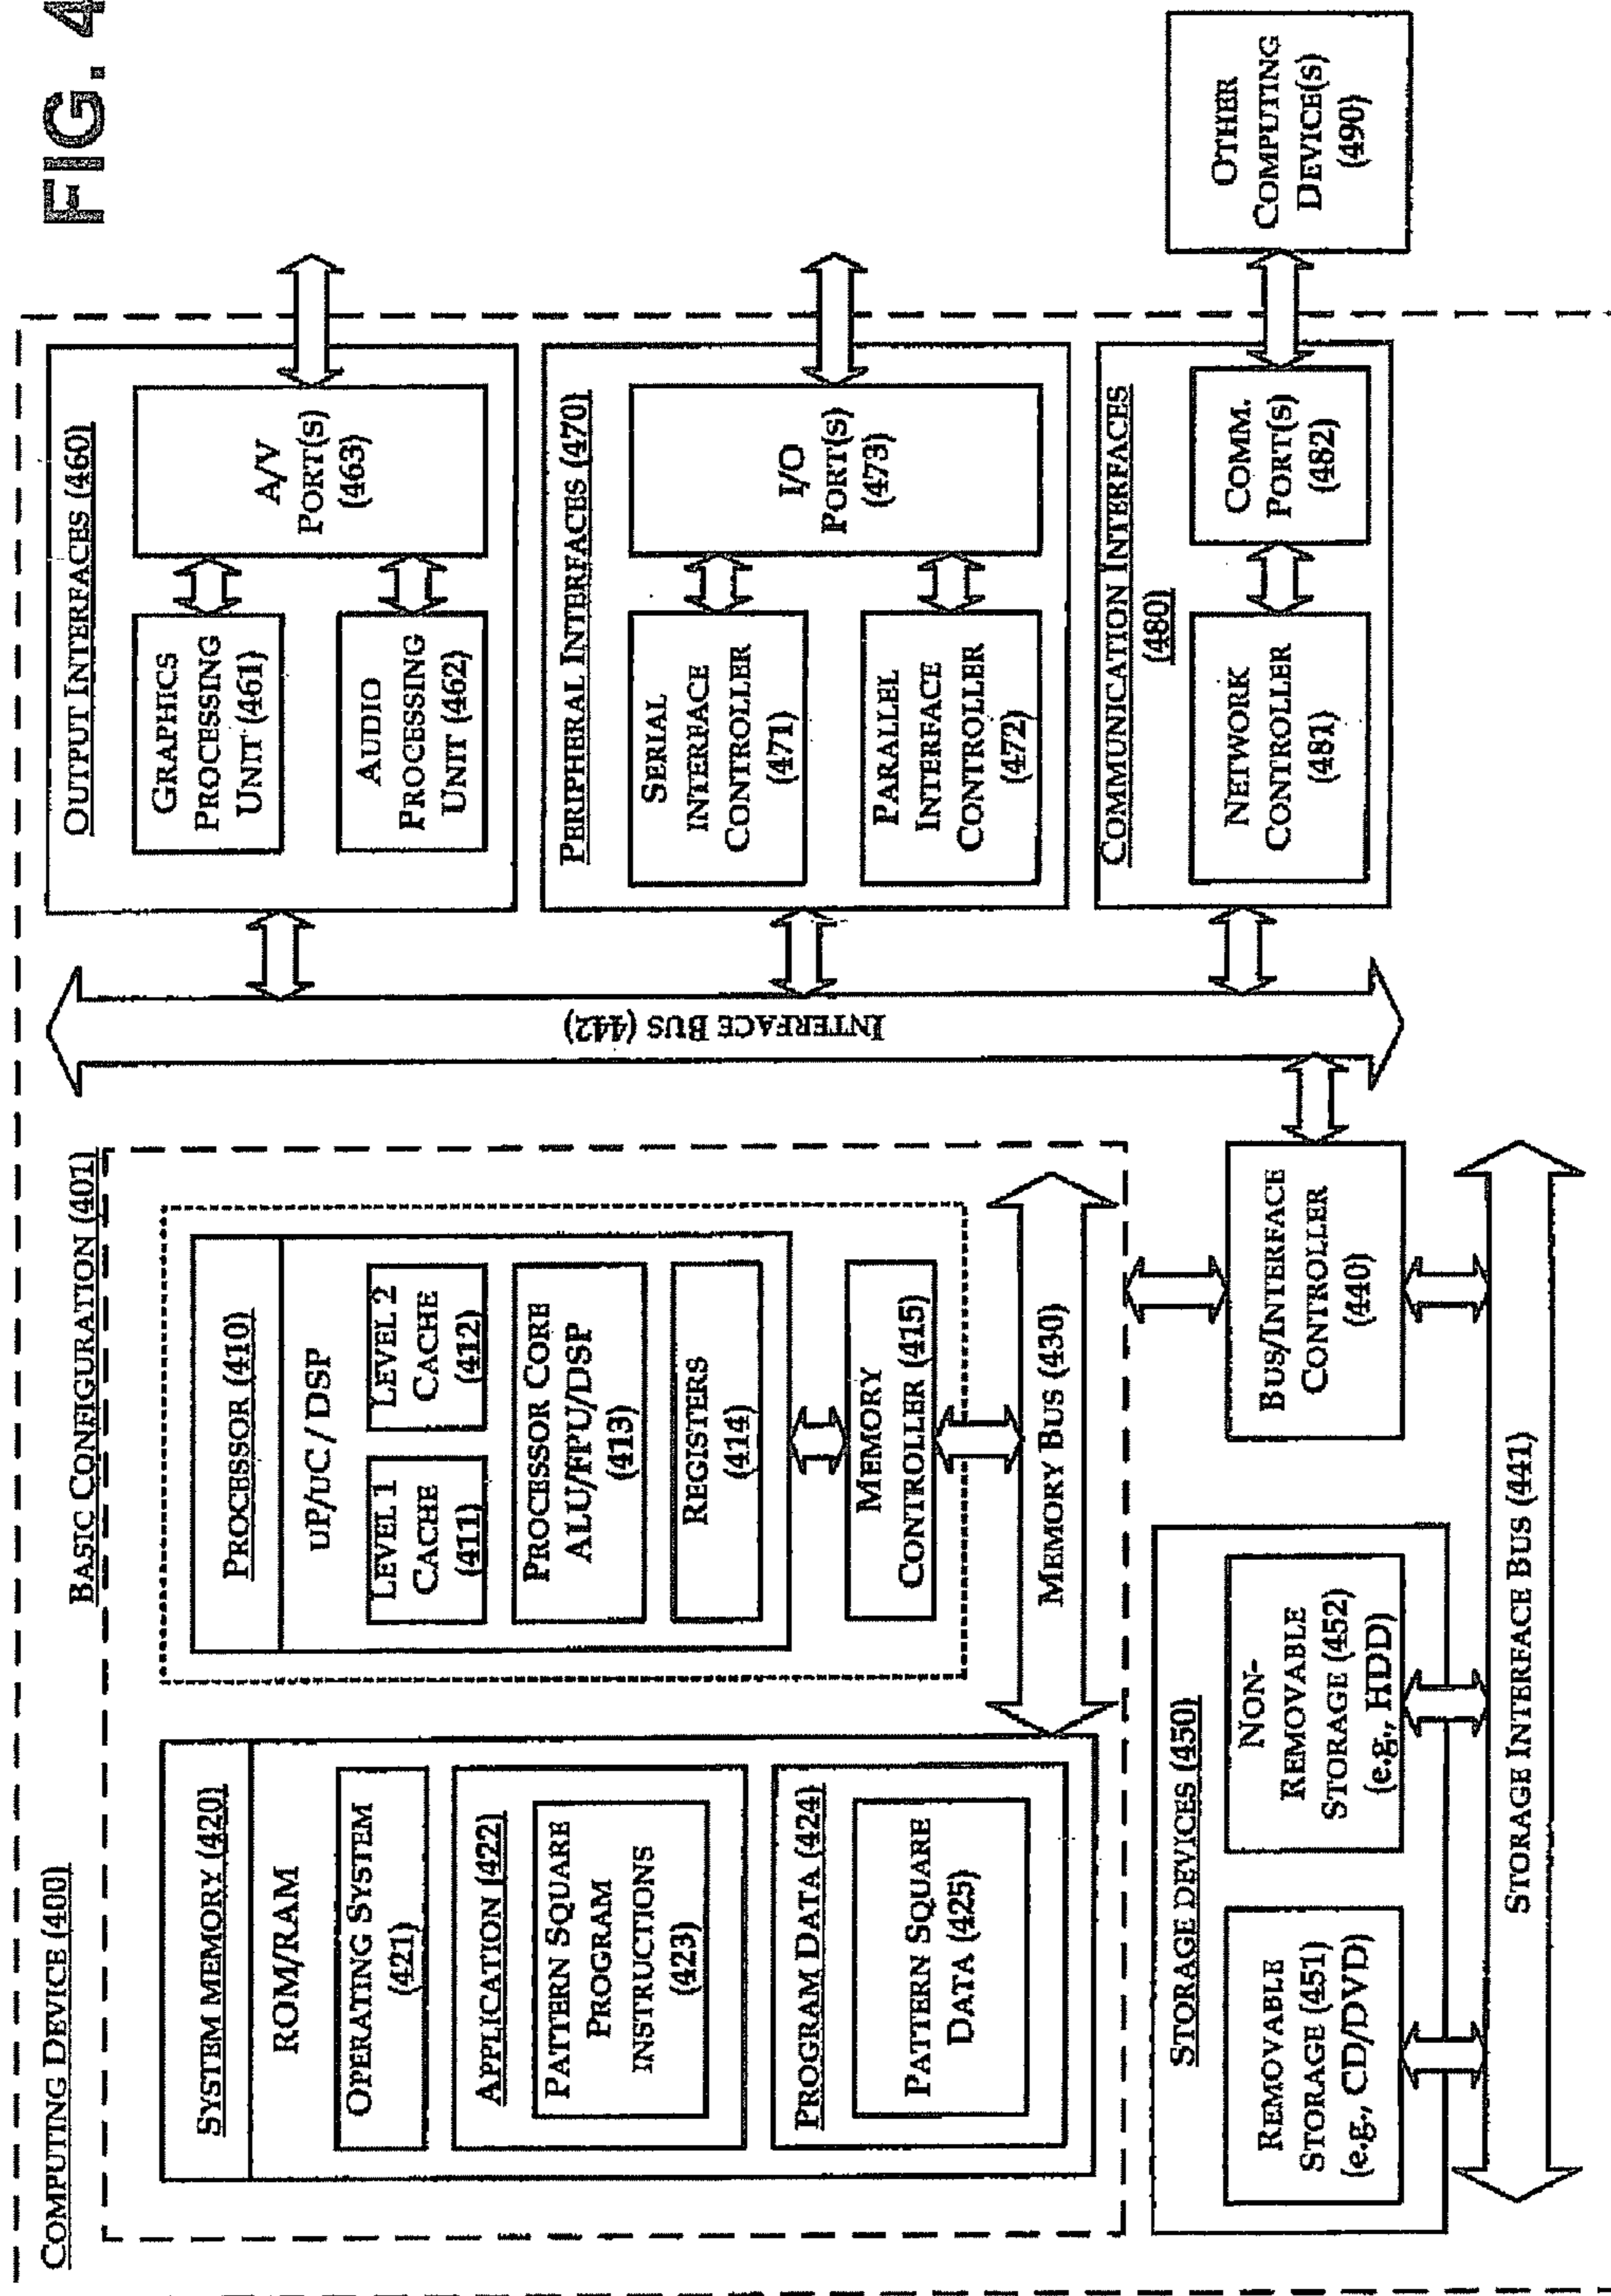 FIG. 4
COMPUTING DEVICE (400)
BASIC CONFIGURATION (401)
SYSTEM MEMORY (420)
ROM/RAM
OPERATING SYSTEM
(421)
APPLICATION (422)
PATTERN SQUARE
PROGRAM
INSTRUCTIONS
(423)
PROGRAM DATA (424)
PATTERN SQUARE
DATA (425)
PROCESSOR (410)
uP/uC / DSP
LEVEL 1
CACHE
(411)
LEVEL 2
CACHE
(412)
PROCESSOR CORE
ALU/FPU/DSP
(413)
REGISTERS
(414)
MEMORY
CONTROLLER (415)
MEMORY BUS (430)
STORAGE DEVICES (450)
REMOVABLE
STORAGE (451)
(e.g., CD/DVD)
NON-
REMOVABLE
STORAGE (452)
(e.g., HDD)
BUS/INTERFACE
CONTROLLER
(440)
STORAGE INTERFACE BUS (441)
INTERFACE BUS (442)
OUTPUT INTERFACES (460)
GRAPHICS
PROCESSING
UNIT (461)
AUDIO
PROCESSING
UNIT (462)
A/V
PORT(S)
(463)
PERIPHERAL INTERFACES (470)
SERIAL
INTERFACE
CONTROLLER
(471)
PARALLEL
INTERFACE
CONTROLLER
(472)
I/O
PORT(S)
(473)
COMMUNICATION INTERFACES
(480)
NETWORK
CONTROLLER
(481)
COMM.
PORT(S)
(482)
OTHER
COMPUTING
DEVICE(S)
(490)